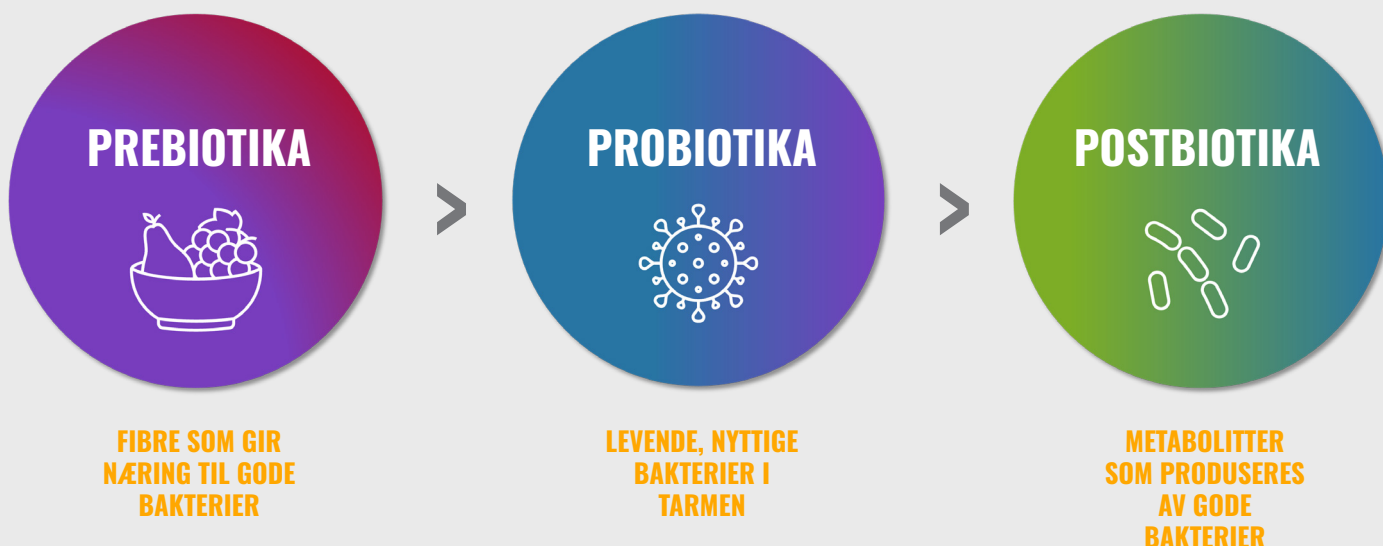 PREBIOTIKA
FIBRE SOM GIR
NÆRING TIL GODE
BAKTERIER
>
PROBIOTIKA
LEVENDE, NYTTIGE
BAKTERIER I
TARMEN
>
POSTBIOTIKA
METABOLITTER
SOM PRODUSERES
AV GODE
BAKTERIER